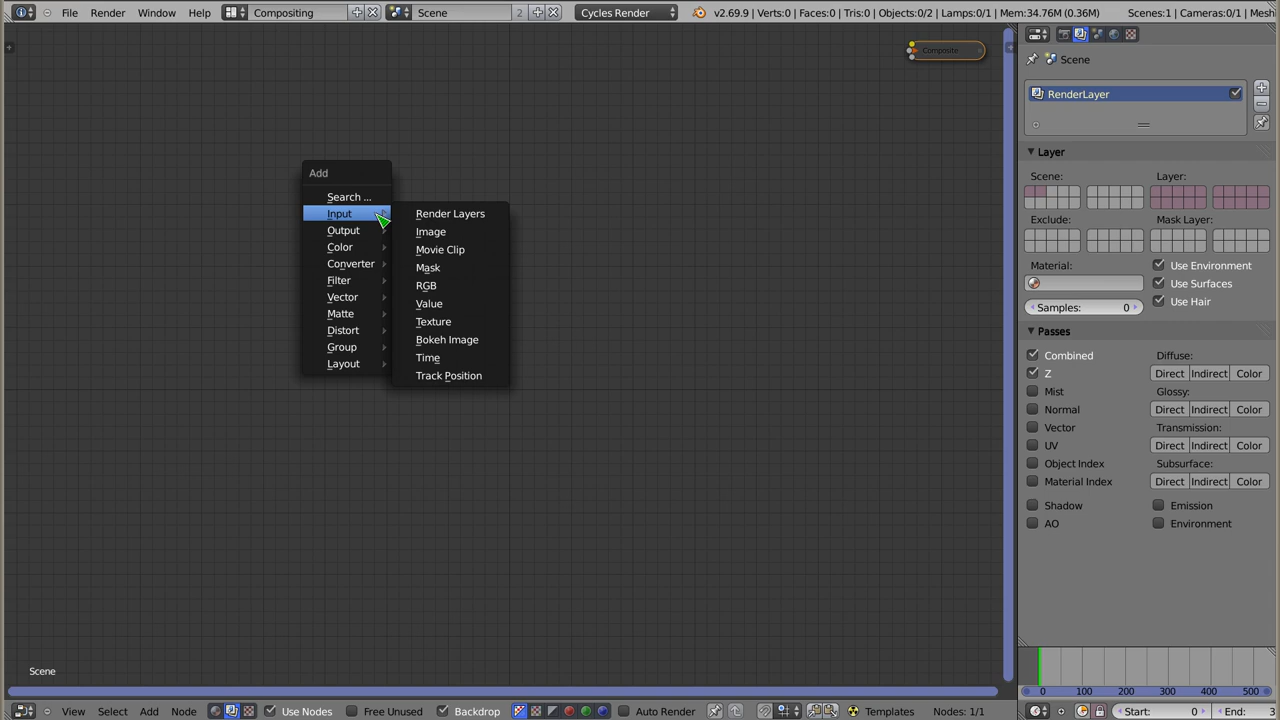 File Render Window Help Compositing Scene 2 Cycles Render v2.69.9 | Verts:0 | Faces:0 | Tris:0 | Objects:0/2 | Lamps:0/1 | Mem:34.76M (0.36M) Scenes:1 | Cameras:0/1 | Mesh
Composite
Scene
RenderLayer
Layer
Scene: Layer:
Exclude: Mask Layer:
Material: Use Environment
Use Surfaces
Samples: 0 Use Hair
Passes
Combined Diffuse:
Z Direct Indirect Color
Mist Glossy:
Normal Direct Indirect Color
Vector Transmission:
UV Direct Indirect Color
Object Index Subsurface:
Material Index Direct Indirect Color
Shadow Emission
AO Environment
Add
Search ...
Input
Output
Color
Converter
Filter
Vector
Matte
Distort
Group
Layout
Render Layers
Image
Movie Clip
Mask
RGB
Value
Texture
Bokeh Image
Time
Track Position
Scene
0 100 200 300 400 500
View Select Add Node Use Nodes Free Unused Backdrop Auto Render Templates Nodes: 1/1 Start: 0 End: 3